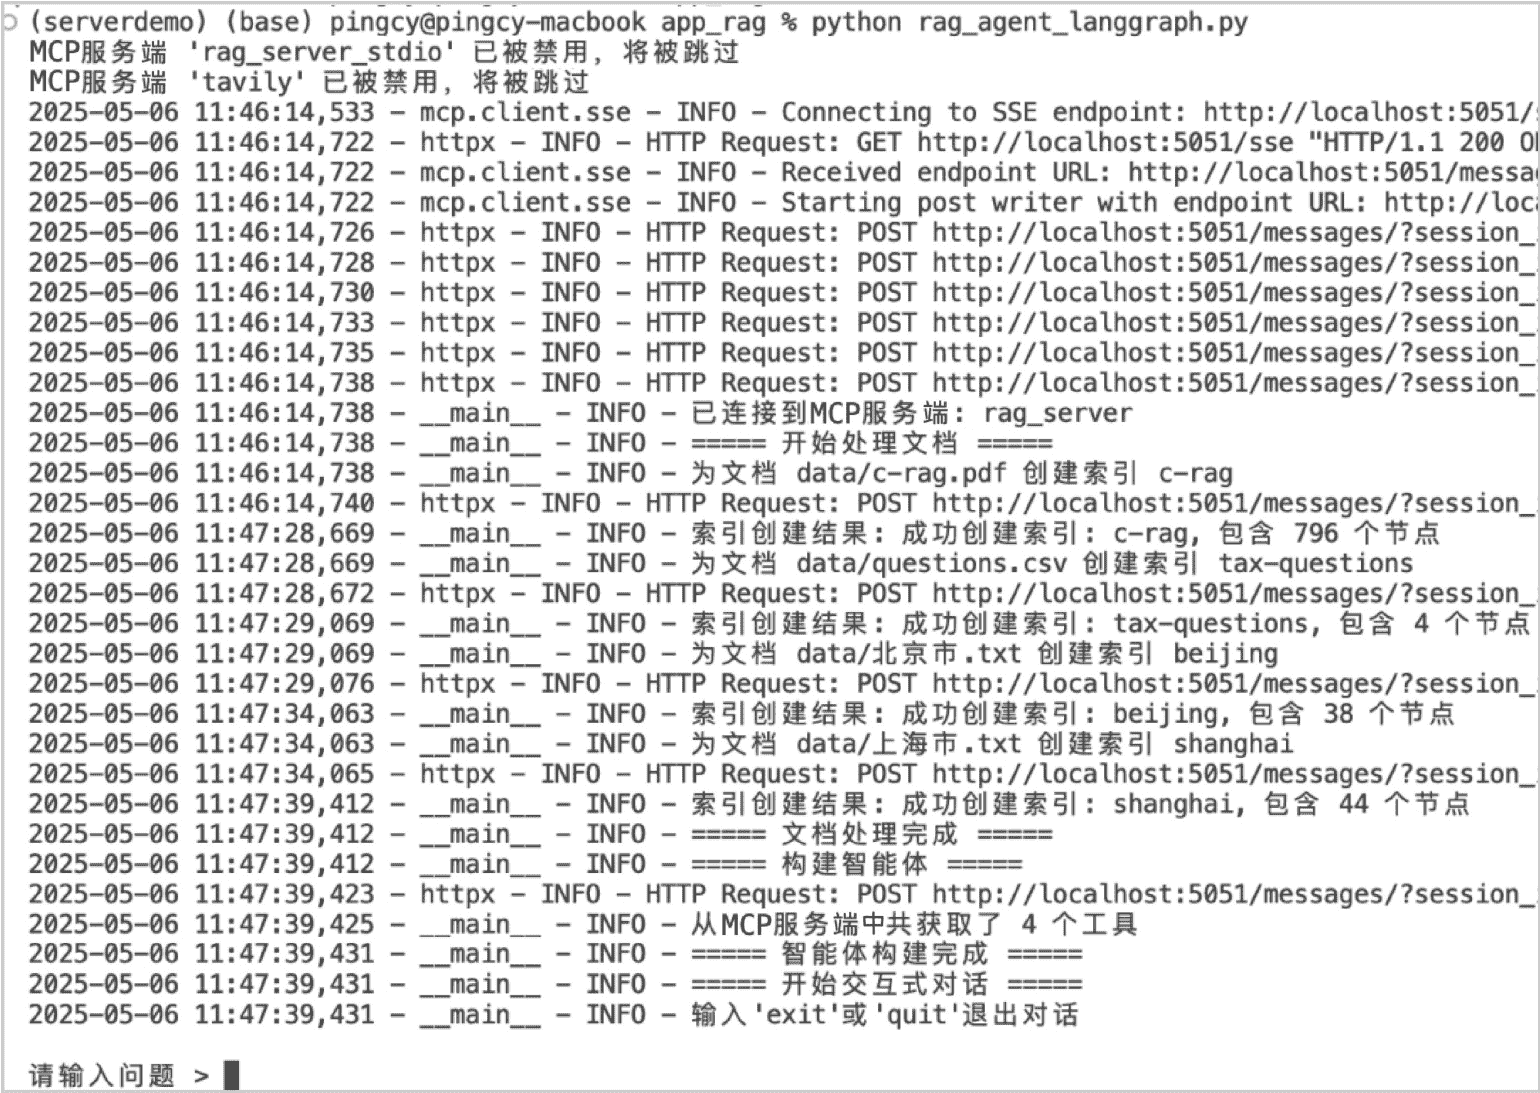 (serverdemo) (base) pingcy@pingcy-macbook app_rag % python rag_agent_langgraph.py
MCP服务端 'rag_server_stdio' 已被禁用，将被跳过
MCP服务端 'tavily' 已被禁用，将被跳过
2025-05-06 11:46:14,533 - mcp.client.sse - INFO - Connecting to SSE endpoint: http://localhost:5051/
2025-05-06 11:46:14,722 - httpx - INFO - HTTP Request: GET http://localhost:5051/sse "HTTP/1.1 200 O
2025-05-06 11:46:14,722 - mcp.client.sse - INFO - Received endpoint URL: http://localhost:5051/messa
2025-05-06 11:46:14,722 - mcp.client.sse - INFO - Starting post writer with endpoint URL: http://loc
2025-05-06 11:46:14,726 - httpx - INFO - HTTP Request: POST http://localhost:5051/messages/?session_
2025-05-06 11:46:14,728 - httpx - INFO - HTTP Request: POST http://localhost:5051/messages/?session_
2025-05-06 11:46:14,730 - httpx - INFO - HTTP Request: POST http://localhost:5051/messages/?session_
2025-05-06 11:46:14,733 - httpx - INFO - HTTP Request: POST http://localhost:5051/messages/?session_
2025-05-06 11:46:14,735 - httpx - INFO - HTTP Request: POST http://localhost:5051/messages/?session_
2025-05-06 11:46:14,738 - httpx - INFO - HTTP Request: POST http://localhost:5051/messages/?session_
2025-05-06 11:46:14,738 - __main__ - INFO - 已连接到MCP服务端: rag_server
2025-05-06 11:46:14,738 - __main__ - INFO - ===== 开始处理文档 =====
2025-05-06 11:46:14,738 - __main__ - INFO - 为文档 data/c-rag.pdf 创建索引 c-rag
2025-05-06 11:46:14,740 - httpx - INFO - HTTP Request: POST http://localhost:5051/messages/?session_
2025-05-06 11:47:28,669 - __main__ - INFO - 索引创建结果: 成功创建索引: c-rag, 包含 796 个节点
2025-05-06 11:47:28,669 - __main__ - INFO - 为文档 data/questions.csv 创建索引 tax-questions
2025-05-06 11:47:28,672 - httpx - INFO - HTTP Request: POST http://localhost:5051/messages/?session_
2025-05-06 11:47:29,069 - __main__ - INFO - 索引创建结果: 成功创建索引: tax-questions, 包含 4 个节点
2025-05-06 11:47:29,069 - __main__ - INFO - 为文档 data/北京市.txt 创建索引 beijing
2025-05-06 11:47:29,076 - httpx - INFO - HTTP Request: POST http://localhost:5051/messages/?session_
2025-05-06 11:47:34,063 - __main__ - INFO - 索引创建结果: 成功创建索引: beijing, 包含 38 个节点
2025-05-06 11:47:34,063 - __main__ - INFO - 为文档 data/上海市.txt 创建索引 shanghai
2025-05-06 11:47:34,065 - httpx - INFO - HTTP Request: POST http://localhost:5051/messages/?session_
2025-05-06 11:47:39,412 - __main__ - INFO - 索引创建结果: 成功创建索引: shanghai, 包含 44 个节点
2025-05-06 11:47:39,412 - __main__ - INFO - ===== 文档处理完成 =====
2025-05-06 11:47:39,412 - __main__ - INFO - ===== 构建智能体 =====
2025-05-06 11:47:39,423 - httpx - INFO - HTTP Request: POST http://localhost:5051/messages/?session_
2025-05-06 11:47:39,425 - __main__ - INFO - 从MCP服务端中共获取了 4 个工具
2025-05-06 11:47:39,431 - __main__ - INFO - ===== 智能体构建完成 =====
2025-05-06 11:47:39,431 - __main__ - INFO - ===== 开始交互式对话 =====
2025-05-06 11:47:39,431 - __main__ - INFO - 输入'exit'或'quit'退出对话
请输入问题 >